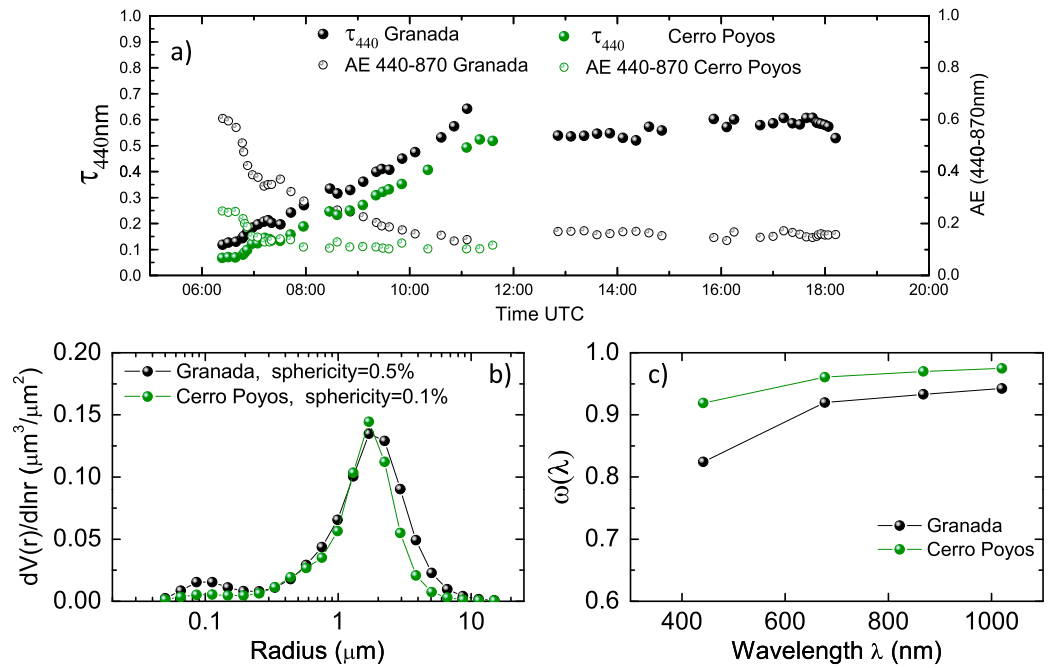 a)
τ440 Granada
τ440 Cerro Poyos
AE 440-870 Granada
AE 440-870 Cerro Poyos
1.0
0.9
0.8
0.7
0.6
0.5
0.4
0.3
0.2
0.1
0.0
τ440nm
1.0
0.8
0.6
0.4
0.2
0.0
AE (440-870nm)
06:00 08:00 10:00 12:00 14:00 16:00 18:00 20:00
Time UTC
b)
Granada, sphericity=0.5%
Cerro Poyos, sphericity=0.1%
0.20
0.15
0.10
0.05
0.00
dV(r)/dlnr (μm³/μm²)
0.1 1 10
Radius (μm)
c)
1.0
0.9
0.8
0.7
0.6
ω(λ)
Granada
Cerro Poyos
400 600 800 1000
Wavelength λ (nm)